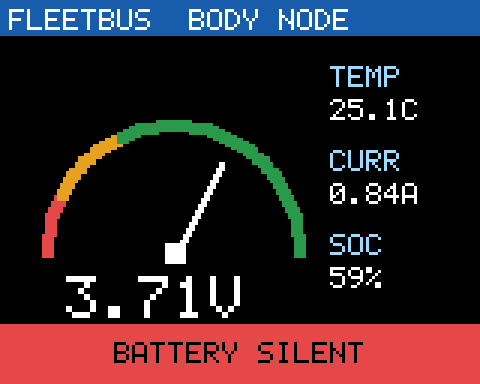 FLEETBUS BODY NODE
TEMP
25.1C
CURR
0.84A
SOC
59%
3.71V
BATTERY SILENT